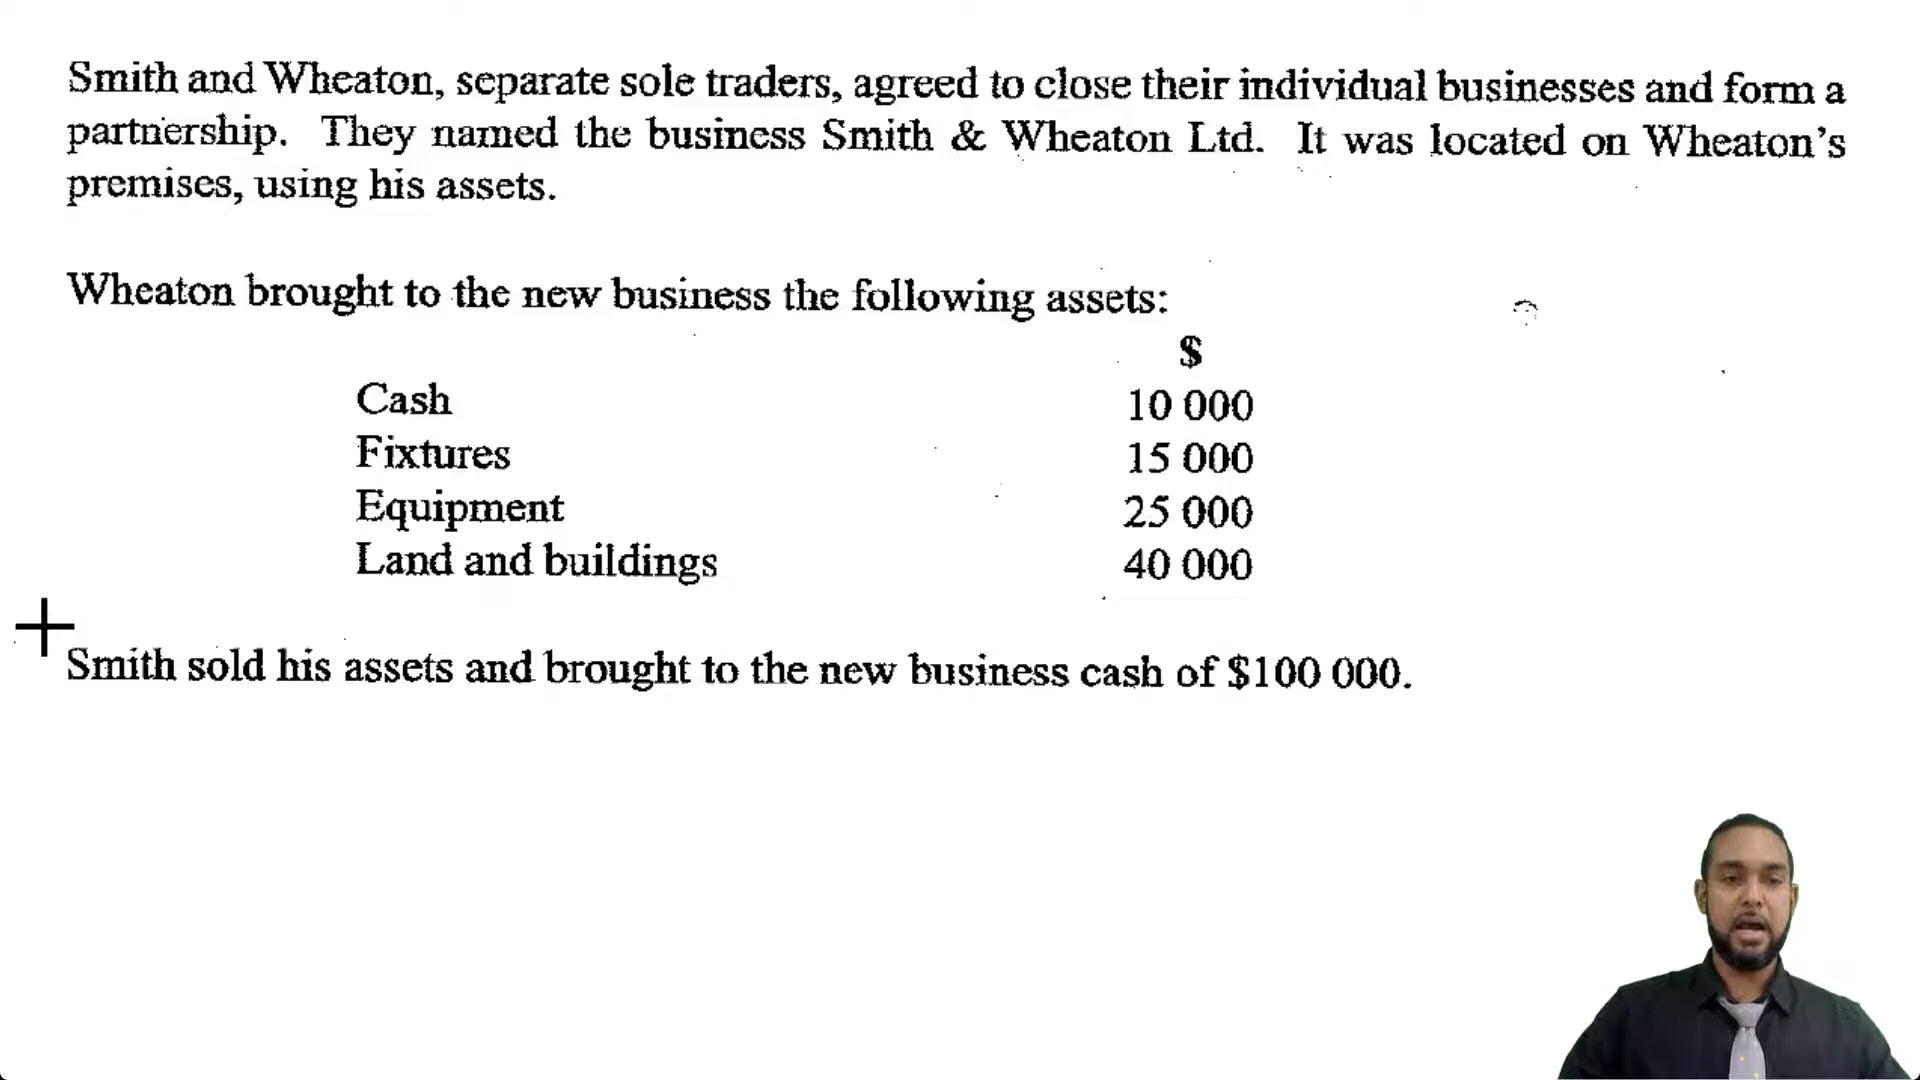 Smith and Wheaton, separate sole traders, agreed to close their individual businesses and form a
partnership. They named the business Smith & Wheaton Ltd. It was located on Wheaton's
premises, using his assets.
Wheaton brought to the new business the following assets:
$
Cash 10 000
Fixtures 15 000
Equipment 25 000
Land and buildings 40 000
Smith sold his assets and brought to the new business cash of $100 000.